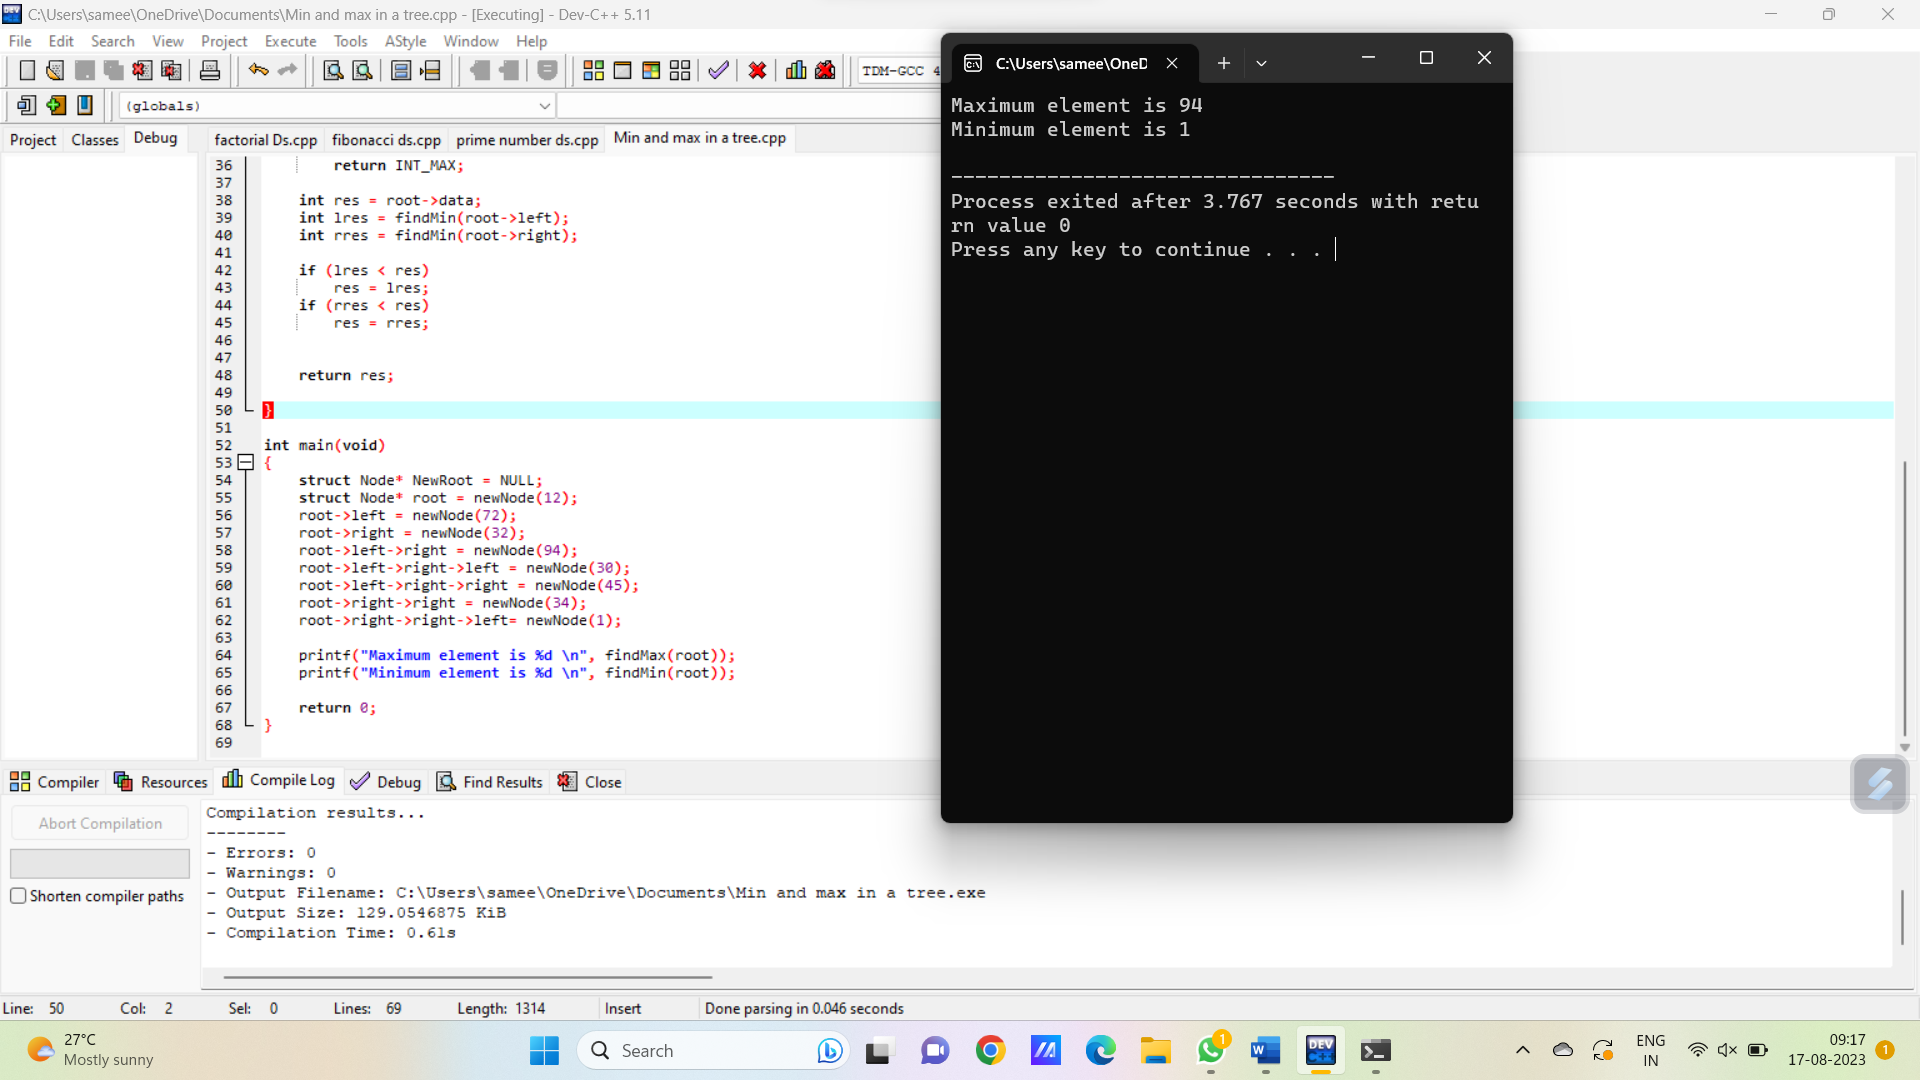 C:\Users\samee\OneDrive\Documents\Min and max in a tree.cpp - [Executing] - Dev-C++ 5.11
File Edit Search View Project Execute Tools AStyle Window Help
TDM-GCC 4
(globals)
Project Classes Debug
factorial Ds.cpp fibonacci ds.cpp prime number ds.cpp Min and max in a tree.cpp
36 return INT_MAX;
37
38 int res = root->data;
39 int lres = findMin(root->left);
40 int rres = findMin(root->right);
41
42 if (lres < res)
43 res = lres;
44 if (rres < res)
45 res = rres;
46
47
48 return res;
49
50 }
51
52 int main(void)
53 {
54 struct Node* NewRoot = NULL;
55 struct Node* root = newNode(12);
56 root->left = newNode(72);
57 root->right = newNode(32);
58 root->left->right = newNode(94);
59 root->left->right->left = newNode(30);
60 root->left->right->right = newNode(45);
61 root->right->right = newNode(34);
62 root->right->right->left= newNode(1);
63
64 printf("Maximum element is %d \n", findMax(root));
65 printf("Minimum element is %d \n", findMin(root));
66
67 return 0;
68 }
69
C:\Users\samee\OneD
Maximum element is 94
Minimum element is 1
--------------------------------
Process exited after 3.767 seconds with retu
rn value 0
Press any key to continue . . .
Compiler Resources Compile Log Debug Find Results Close
Abort Compilation
Shorten compiler paths
Compilation results...
--------
- Errors: 0
- Warnings: 0
- Output Filename: C:\Users\samee\OneDrive\Documents\Min and max in a tree.exe
- Output Size: 129.0546875 KiB
- Compilation Time: 0.61s
Line: 50 Col: 2 Sel: 0 Lines: 69 Length: 1314 Insert Done parsing in 0.046 seconds
27°C
Mostly sunny
Search
1
W
DEV
ENG
IN
09:17
17-08-2023
1